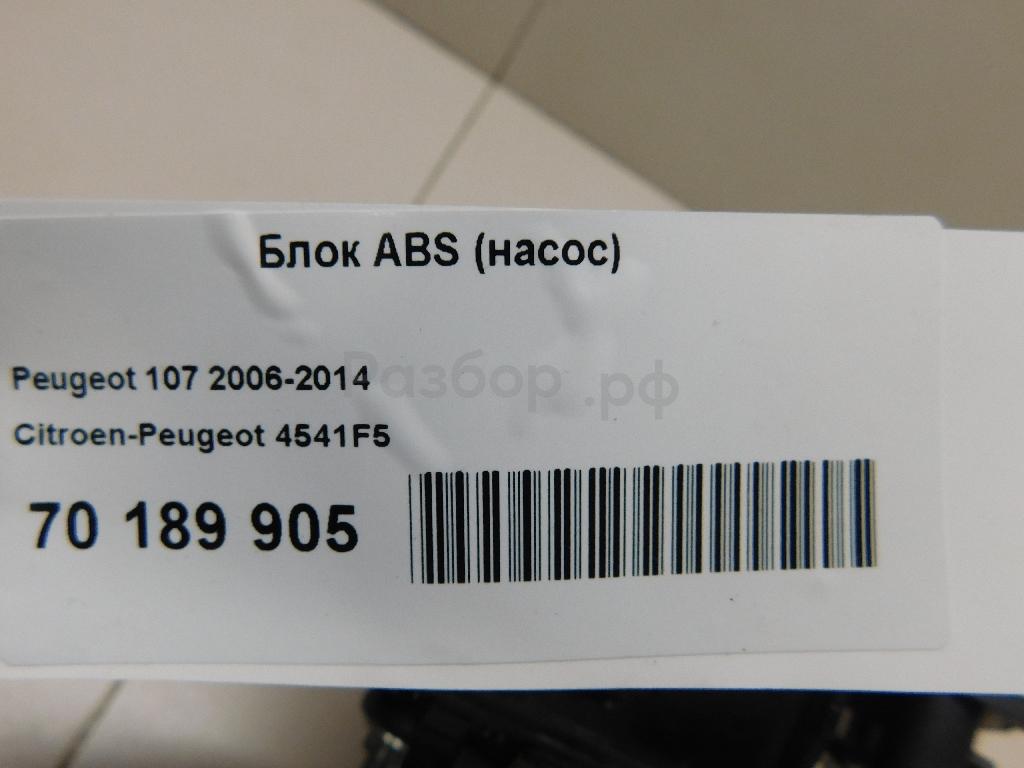 Блок ABS (насос)
Peugeot 107 2006-2014
Разбор.рф
Citroen-Peugeot 4541F5
70 189 905